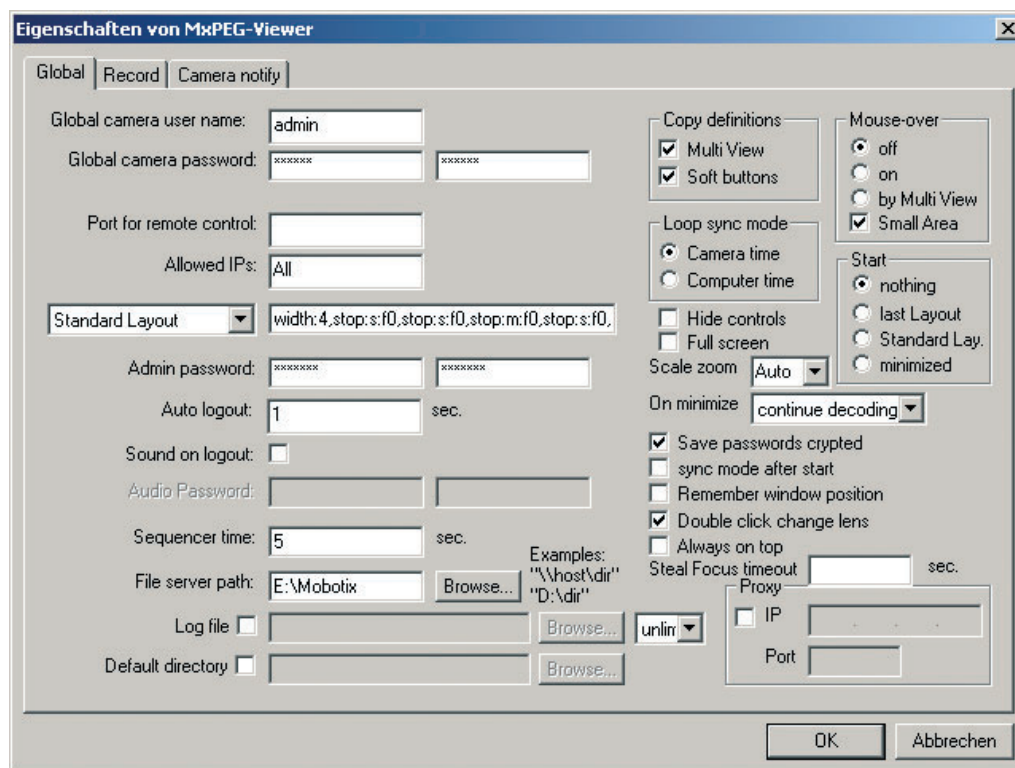 Eigenschaften von MxPEG-Viewer
Global
Record
Camera notify
Global camera user name:
admin
Global camera password:
******
******
Port for remote control:
Allowed IPs:
All
Standard Layout
width:4,stop:s:f0,stop:s:f0,stop:m:f0,stop:s:f0,
Admin password:
*******
*******
Auto logout:
1
sec.
Sound on logout:
Audio Password:
Sequencer time:
5
sec.
File server path:
E:\Mobotix
Browse...
Examples:
"\\host\dir"
"D:\dir"
Log file
Browse...
unlim
Default directory
Browse...
Copy definitions
Multi View
Soft buttons
Loop sync mode
Camera time
Computer time
Hide controls
Full screen
Scale zoom
Auto
On minimize
continue decoding
Mouse-over
off
on
by Multi View
Small Area
Start
nothing
last Layout
Standard Lay.
minimized
Save passwords crypted
sync mode after start
Remember window position
Double click change lens
Always on top
Steal Focus timeout
sec.
Proxy
IP
. . .
Port
OK
Abbrechen